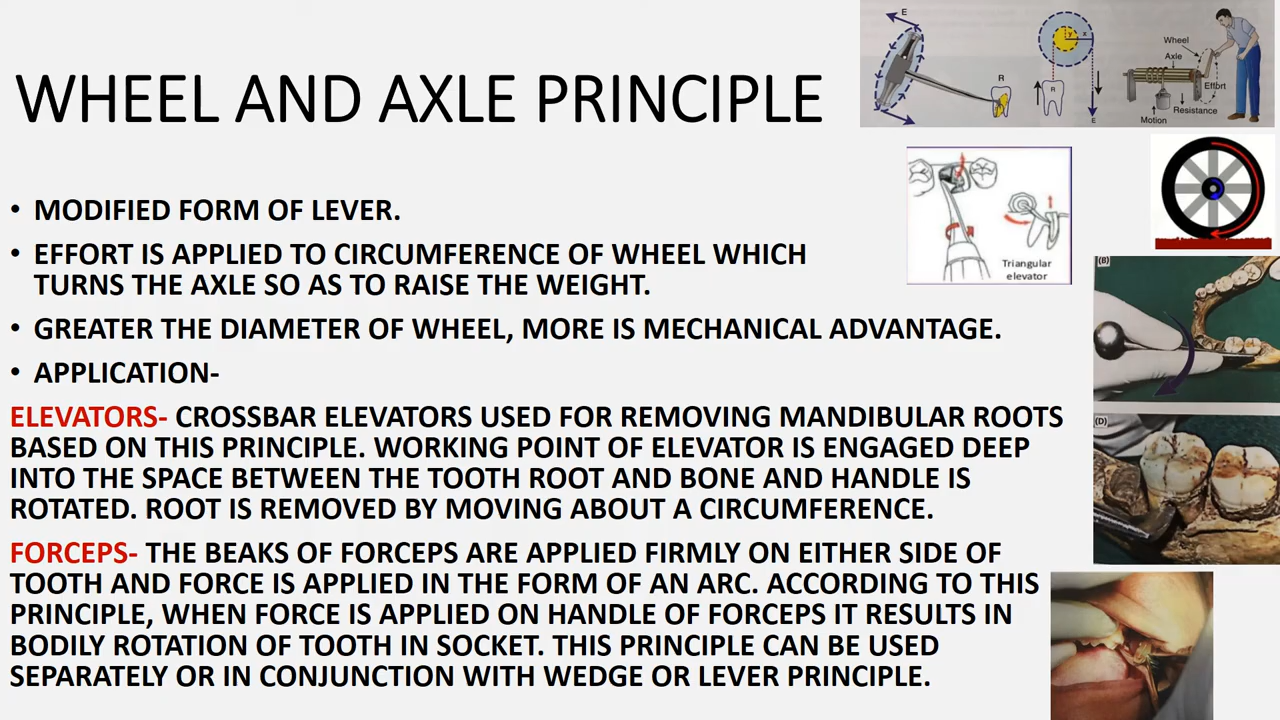 WHEEL AND AXLE PRINCIPLE
• MODIFIED FORM OF LEVER.
• EFFORT IS APPLIED TO CIRCUMFERENCE OF WHEEL WHICH
TURNS THE AXLE SO AS TO RAISE THE WEIGHT.
• GREATER THE DIAMETER OF WHEEL, MORE IS MECHANICAL ADVANTAGE.
• APPLICATION-
ELEVATORS- CROSSBAR ELEVATORS USED FOR REMOVING MANDIBULAR ROOTS
BASED ON THIS PRINCIPLE. WORKING POINT OF ELEVATOR IS ENGAGED DEEP
INTO THE SPACE BETWEEN THE TOOTH ROOT AND BONE AND HANDLE IS
ROTATED. ROOT IS REMOVED BY MOVING ABOUT A CIRCUMFERENCE.
FORCEPS- THE BEAKS OF FORCEPS ARE APPLIED FIRMLY ON EITHER SIDE OF
TOOTH AND FORCE IS APPLIED IN THE FORM OF AN ARC. ACCORDING TO THIS
PRINCIPLE, WHEN FORCE IS APPLIED ON HANDLE OF FORCEPS IT RESULTS IN
BODILY ROTATION OF TOOTH IN SOCKET. THIS PRINCIPLE CAN BE USED
SEPARATELY OR IN CONJUNCTION WITH WEDGE OR LEVER PRINCIPLE.
E
R
y
x
R
E
Wheel
Axle
Effort
Resistance
Motion
Triangular
elevator
(B)
(D)